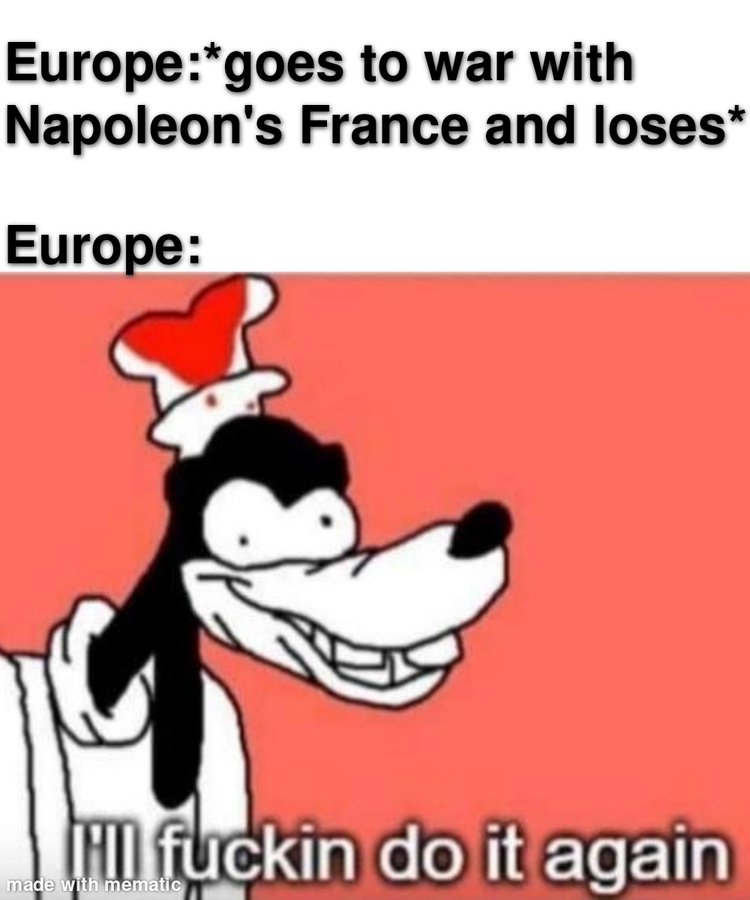 Europe:*goes to war with
Napoleon's France and loses*
Europe:
I'll fuckin do it again
made with mematic